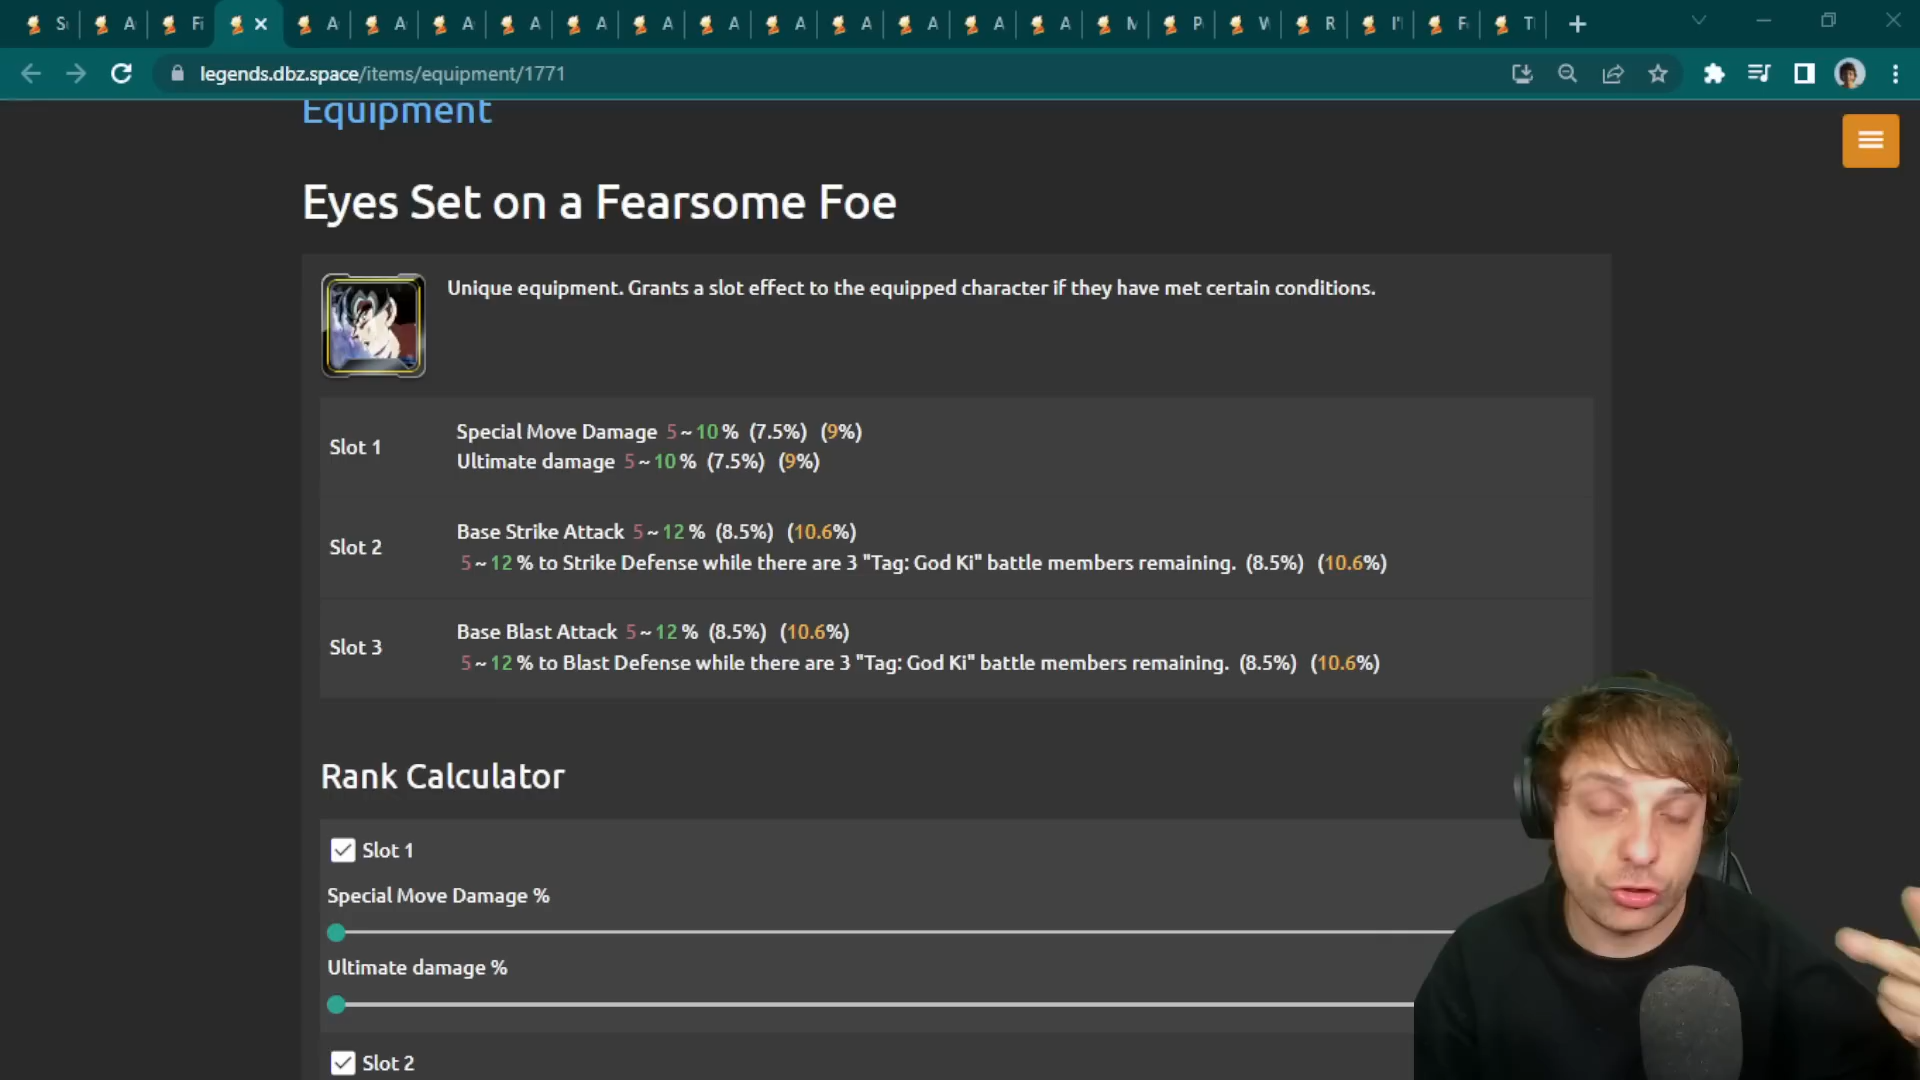 S
A
Fi
A
A
A
A
A
A
A
A
A
A
A
A
M
P
W
R
I'
F
T
legends.dbz.space/items/equipment/1771
Equipment
Eyes Set on a Fearsome Foe
Unique equipment. Grants a slot effect to the equipped character if they have met certain conditions.
Slot 1
Special Move Damage 5 ~ 10 % (7.5%) (9%)
Ultimate damage 5 ~ 10 % (7.5%) (9%)
Slot 2
Base Strike Attack 5 ~ 12 % (8.5%) (10.6%)
5 ~ 12 % to Strike Defense while there are 3 "Tag: God Ki" battle members remaining. (8.5%) (10.6%)
Slot 3
Base Blast Attack 5 ~ 12 % (8.5%) (10.6%)
5 ~ 12 % to Blast Defense while there are 3 "Tag: God Ki" battle members remaining. (8.5%) (10.6%)
Rank Calculator
Slot 1
Special Move Damage %
Ultimate damage %
Slot 2